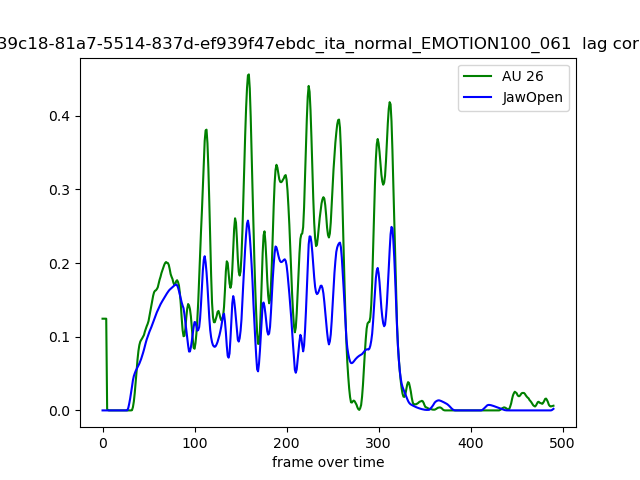 39c18-81a7-5514-837d-ef939f47ebdc_ita_normal_EMOTION100_061 lag cor
AU 26
JawOpen
0.4
0.3
0.2
0.1
0.0
0
100
200
300
400
500
frame over time